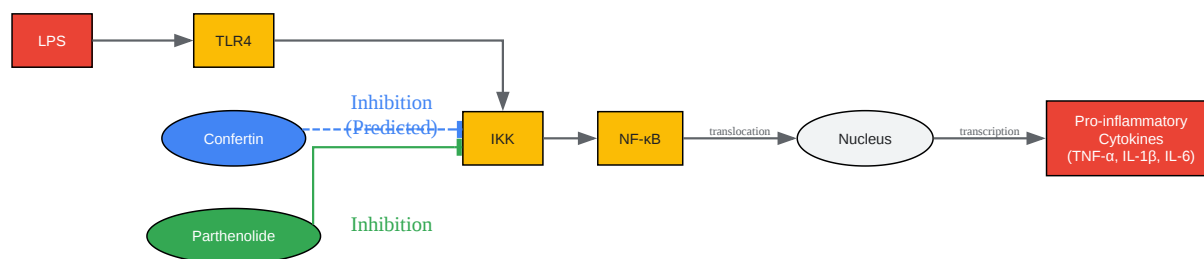 LPS
TLR4
Inhibition
(Predicted)
Confertin
IKK
NF-κB
translocation
Nucleus
transcription
Pro-inflammatory
Cytokines
(TNF-α, IL-1β, IL-6)
Inhibition
Parthenolide